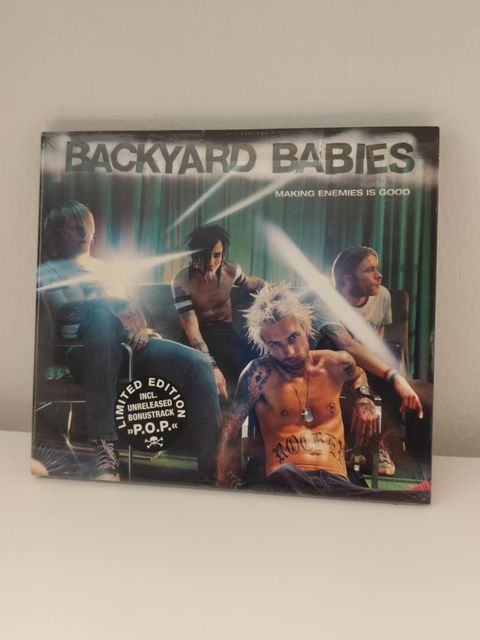 BACKYARD BABIES
MAKING ENEMIES IS GOOD
LIMITED EDITION
INCL.
UNRELEASED
BONUSTRACK
»P.O.P.«